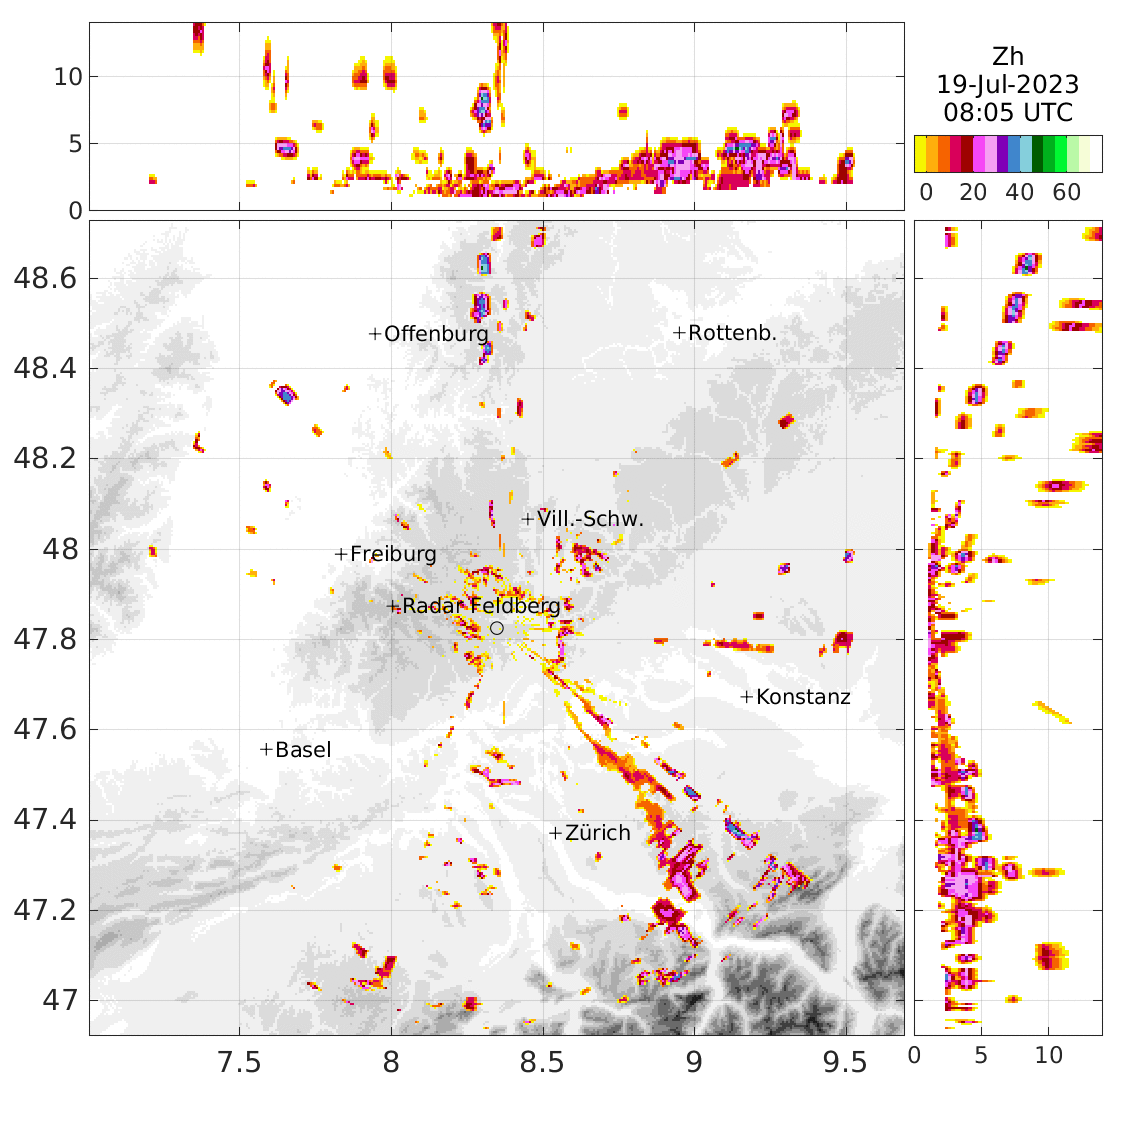 Zh
19-Jul-2023
08:05 UTC
0 20 40 60
10
5
0
48.6
48.4
48.2
48
47.8
47.6
47.4
47.2
47
+Offenburg
+Rottenb.
+Vill.-Schw.
+Freiburg
+Radar Feldberg
+Konstanz
+Basel
+Zürich
7.5 8 8.5 9 9.5
0 5 10